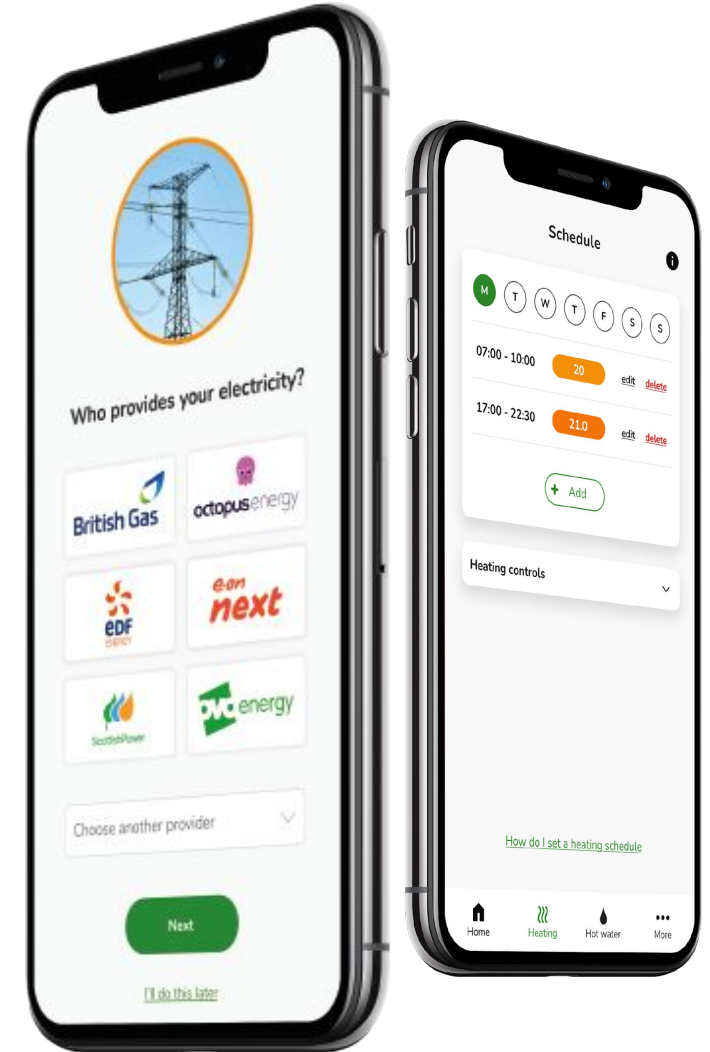 Who provides your electricity?
British Gas
octopusenergy
eDF
ENERGY
e·on
next
ScottishPower
ovo energy
Choose another provider
Next
I'll do this later
Schedule
i
M T W T F S S
07:00 - 10:00 20 edit delete
17:00 - 22:30 21.0 edit delete
+ Add
Heating controls
How do I set a heating schedule
Home Heating Hot water More